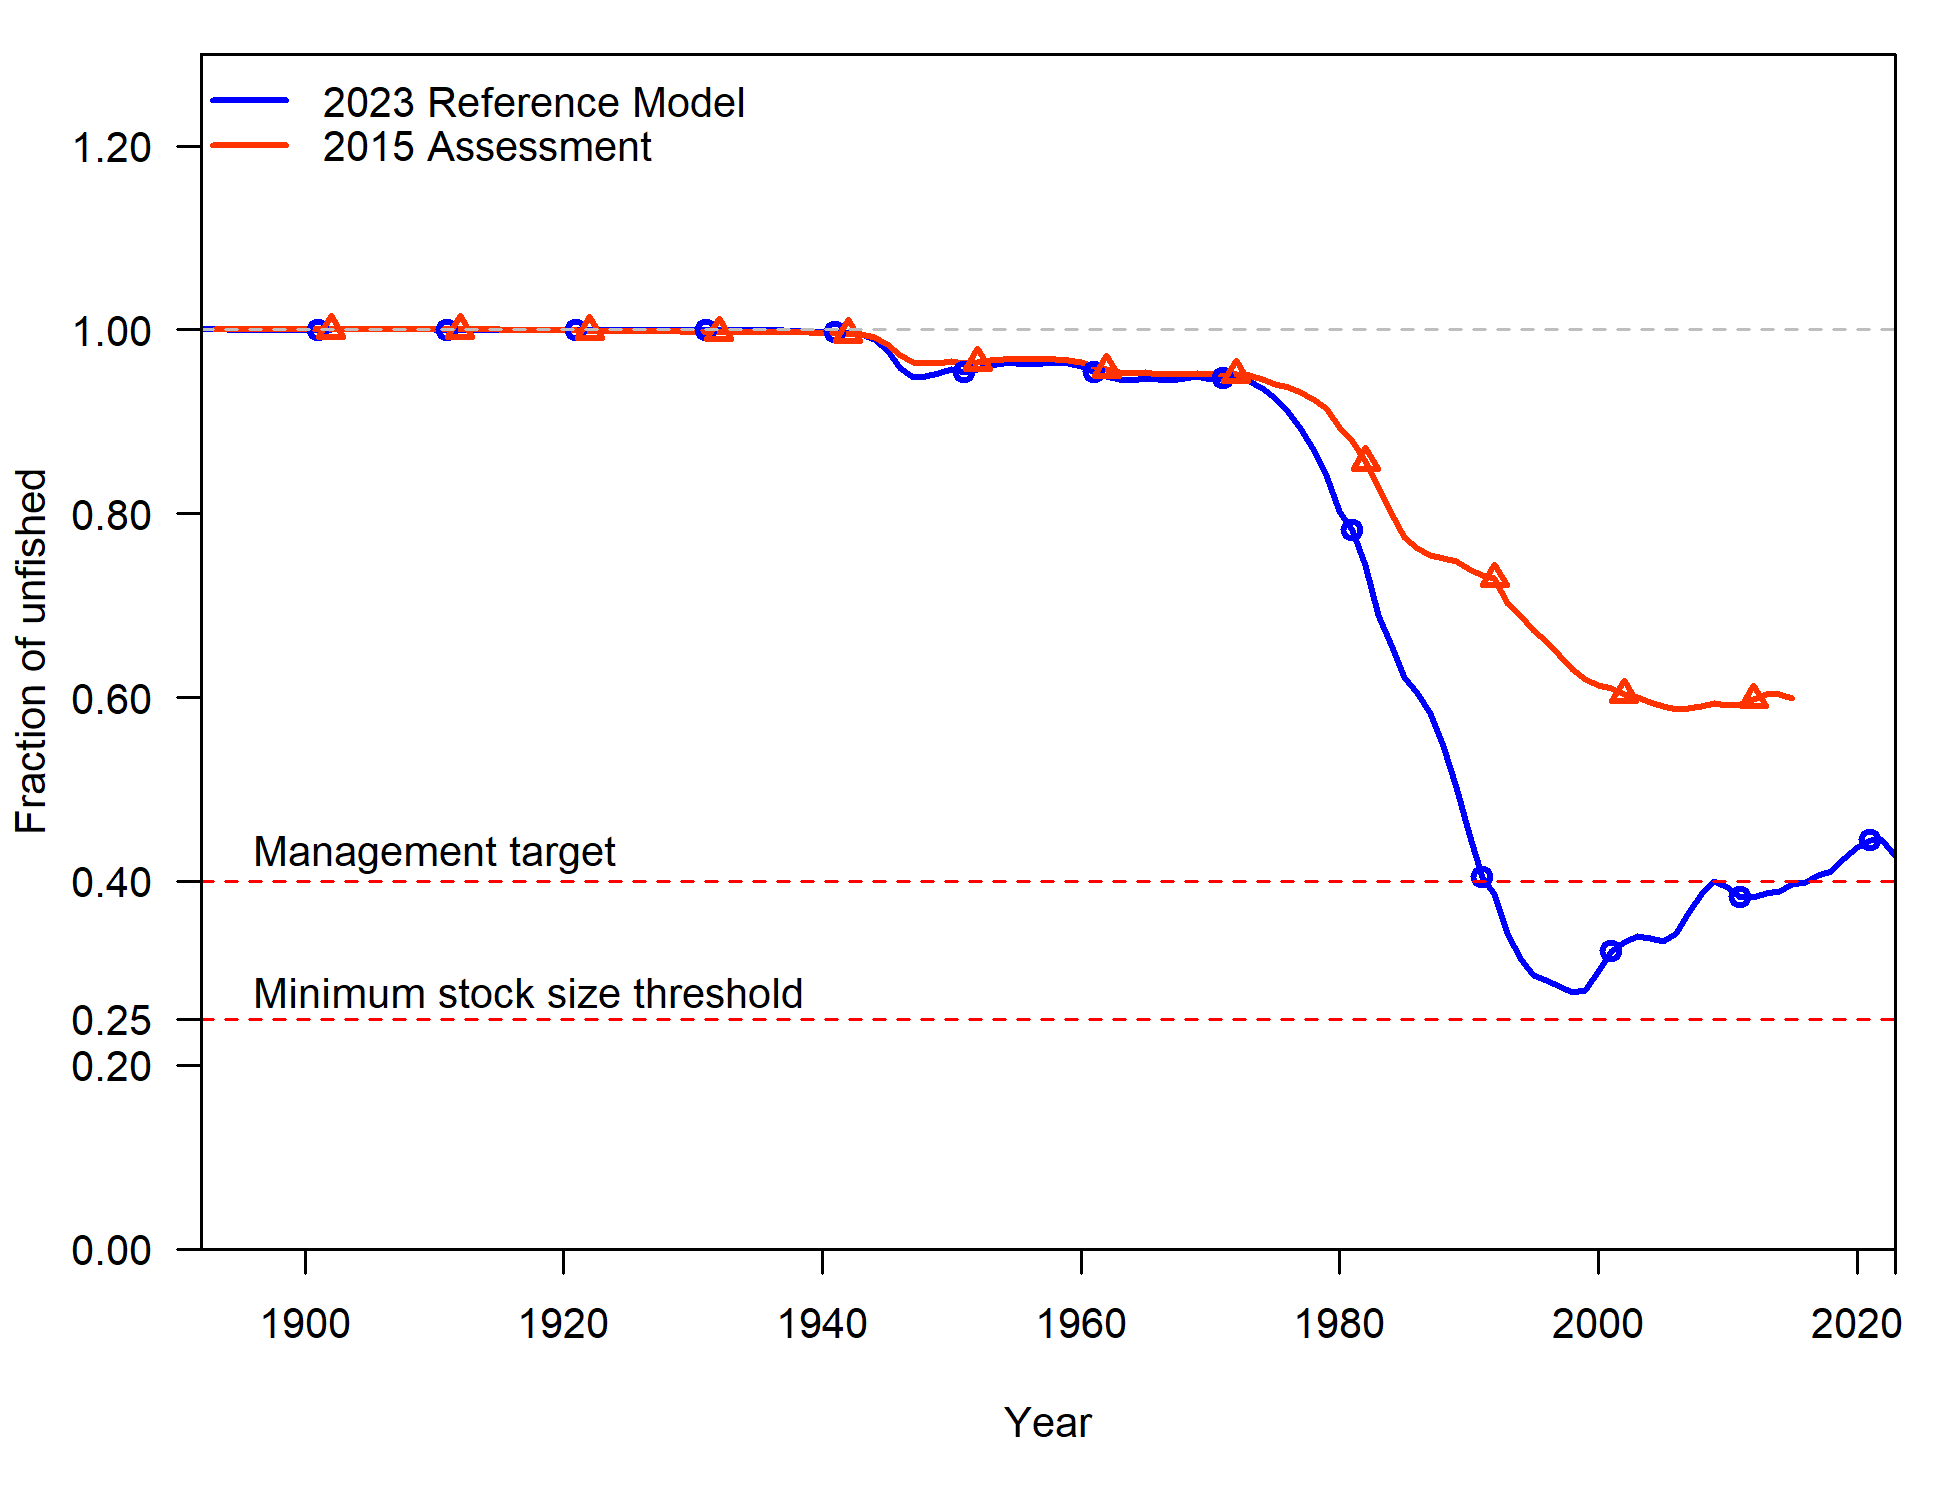 2023 Reference Model
2015 Assessment
1.20
1.00
0.80
0.60
0.40
0.25
0.20
0.00
Fraction of unfished
Management target
Minimum stock size threshold
1900
1920
1940
1960
1980
2000
2020
Year